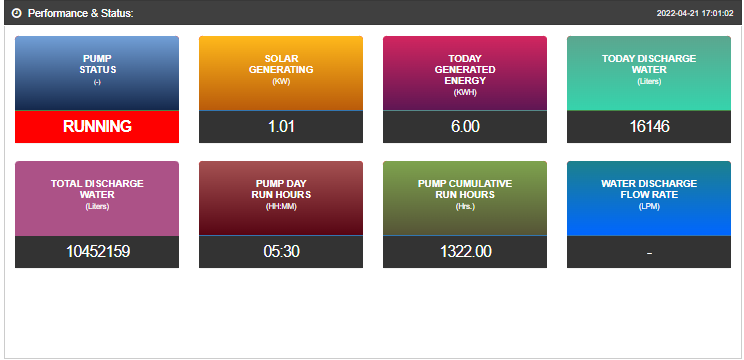 Performance & Status:
2022-04-21 17:01:02
PUMP
STATUS
(-)
RUNNING
SOLAR
GENERATING
(KW)
1.01
TODAY
GENERATED
ENERGY
(KWH)
6.00
TODAY DISCHARGE
WATER
(Liters)
16146
TOTAL DISCHARGE
WATER
(Liters)
10452159
PUMP DAY
RUN HOURS
(HH:MM)
05:30
PUMP CUMULATIVE
RUN HOURS
(Hrs.)
1322.00
WATER DISCHARGE
FLOW RATE
(LPM)
-